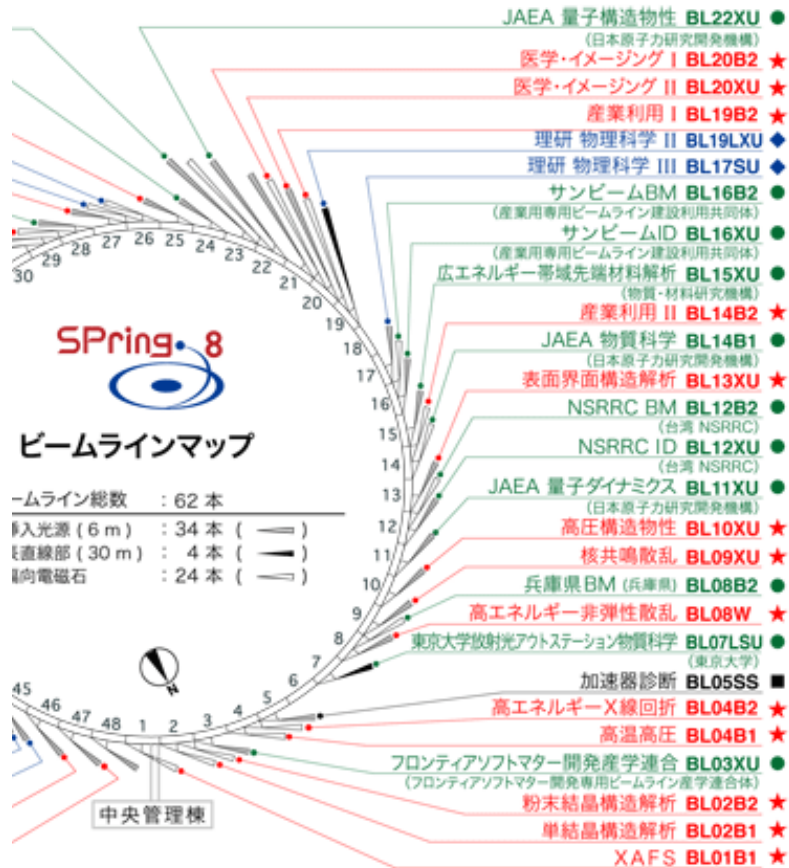 JAEA 量子構造物性 BL22XU ●
(日本原子力研究開発機構)
医学・イメージング I BL20B2 ★
医学・イメージング II BL20XU ★
産業利用 I BL19B2 ★
理研 物理科学 II BL19LXU ◆
理研 物理科学 III BL17SU ◆
サンビームBM BL16B2 ●
(産業用専用ビームライン建設利用共同体)
サンビームID BL16XU ●
(産業用専用ビームライン建設利用共同体)
広エネルギー帯域先端材料解析 BL15XU ●
(物質・材料研究機構)
産業利用 II BL14B2 ★
JAEA 物質科学 BL14B1 ●
(日本原子力研究開発機構)
表面界面構造解析 BL13XU ★
NSRRC BM BL12B2 ●
(台湾 NSRRC)
NSRRC ID BL12XU ●
(台湾 NSRRC)
JAEA 量子ダイナミクス BL11XU ●
(日本原子力研究開発機構)
高圧構造物性 BL10XU ★
核共鳴散乱 BL09XU ★
兵庫県BM (兵庫県) BL08B2 ●
高エネルギー非弾性散乱 BL08W ★
東京大学放射光アウトステーション物質科学 BL07LSU ●
(東京大学)
加速器診断 BL05SS ■
高エネルギーX線回折 BL04B2 ★
高温高圧 BL04B1 ★
フロンティアソフトマター開発産学連合 BL03XU ●
(フロンティアソフトマター開発専用ビームライン産学連合体)
粉末結晶構造解析 BL02B2 ★
単結晶構造解析 BL02B1 ★
XAFS BL01B1 ★
30
29
28
27
26
25
24
23
22
21
20
19
18
17
16
15
14
13
12
11
10
9
8
7
6
5
4
3
2
1
48
47
46
45
SPring-8
ビームラインマップ
ームライン総数 : 62 本
入光源 (6 m) : 34 本 ( )
直線部 (30 m) : 4 本 ( )
向電磁石 : 24 本 ( )
N
中央管理棟